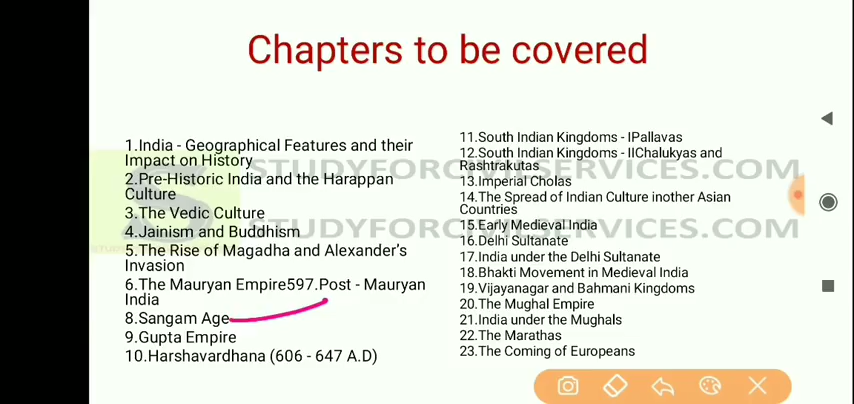 Chapters to be covered
1.India - Geographical Features and their
Impact on History
2.Pre-Historic India and the Harappan
Culture
3.The Vedic Culture
4.Jainism and Buddhism
5.The Rise of Magadha and Alexander's
Invasion
6.The Mauryan Empire597.Post - Mauryan
India
8.Sangam Age
9.Gupta Empire
10.Harshavardhana (606 - 647 A.D)
11.South Indian Kingdoms - IPallavas
12.South Indian Kingdoms - IIChalukyas and
Rashtrakutas
13.Imperial Cholas
14.The Spread of Indian Culture inother Asian
Countries
15.Early Medieval India
16.Delhi Sultanate
17.India under the Delhi Sultanate
18.Bhakti Movement in Medieval India
19.Vijayanagar and Bahmani Kingdoms
20.The Mughal Empire
21.India under the Mughals
22.The Marathas
23.The Coming of Europeans
STUDYFORCIVILSERVICES.COM
STUDYFORCIVILSERVICES.COM